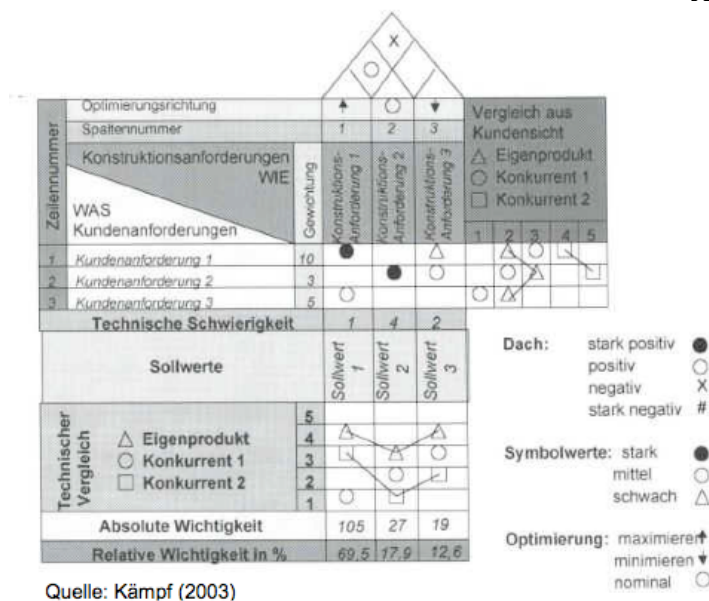 X
Optimierungsrichtung
Spaltennummer 1 2 3
Zeilennummer
Konstruktionsanforderungen
WIE
WAS
Kundenanforderungen
Gewichtung
Konstruktions-
Anforderung 1
Konstruktions-
Anforderung 2
Konstruktions-
Anforderung 3
Vergleich aus
Kundensicht
Eigenprodukt
Konkurrent 1
Konkurrent 2
1 2 3 4 5
1 Kundenanforderung 1 10
2 Kundenanforderung 2 3
3 Kundenanforderung 3 5
Technische Schwierigkeit 1 4 2
Sollwerte
Sollwert 1
Sollwert 2
Sollwert 3
Technischer
Vergleich
Eigenprodukt
Konkurrent 1
Konkurrent 2
5
4
3
2
1
Absolute Wichtigkeit 105 27 19
Relative Wichtigkeit in % 69,5 17,9 12,6
Dach: stark positiv
positiv
negativ X
stark negativ #
Symbolwerte: stark
mittel
schwach
Optimierung: maximieren
minimieren
nominal
Quelle: Kämpf (2003)